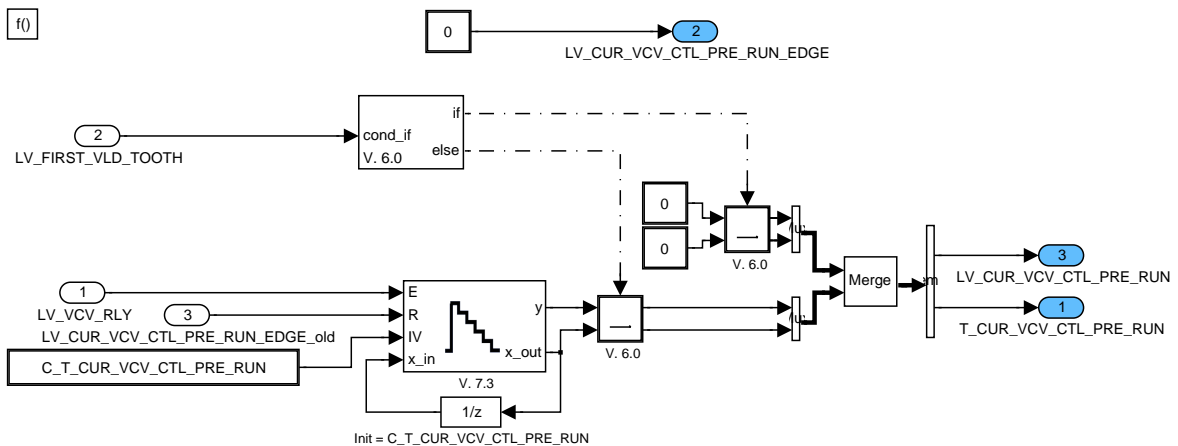 f()
0
2
LV_CUR_VCV_CTL_PRE_RUN_EDGE
if
2
cond_if
else
LV_FIRST_VLD_TOOTH
V. 6.0
0
0
V. 6.0
3
LV_CUR_VCV_CTL_PRE_RUN
Merge
1
T_CUR_VCV_CTL_PRE_RUN
1
LV_VCV_RLY
E
y
3
R
LV_CUR_VCV_CTL_PRE_RUN_EDGE_old
IV
C_T_CUR_VCV_CTL_PRE_RUN
x_in
x_out
V. 6.0
V. 7.3
1/z
Init = C_T_CUR_VCV_CTL_PRE_RUN